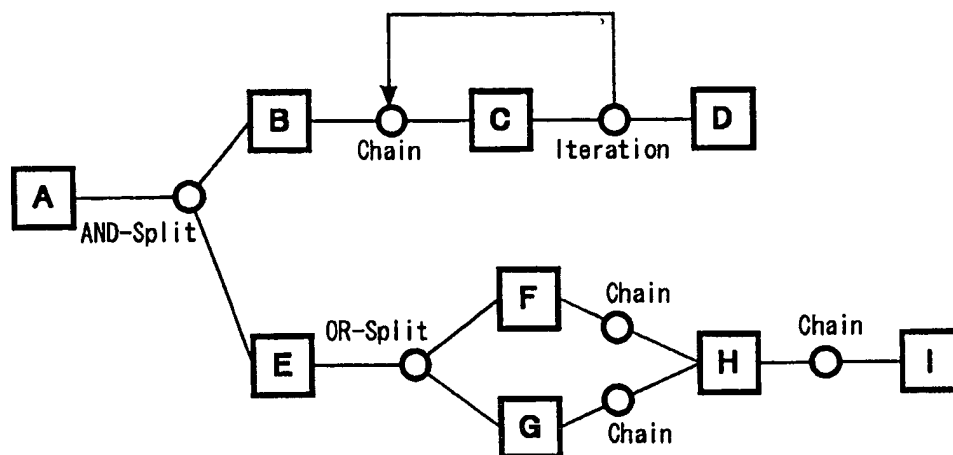 B
C
D
Chain
Iteration
A
AND-Split
F
Chain
OR-Split
Chain
E
H
I
G
Chain